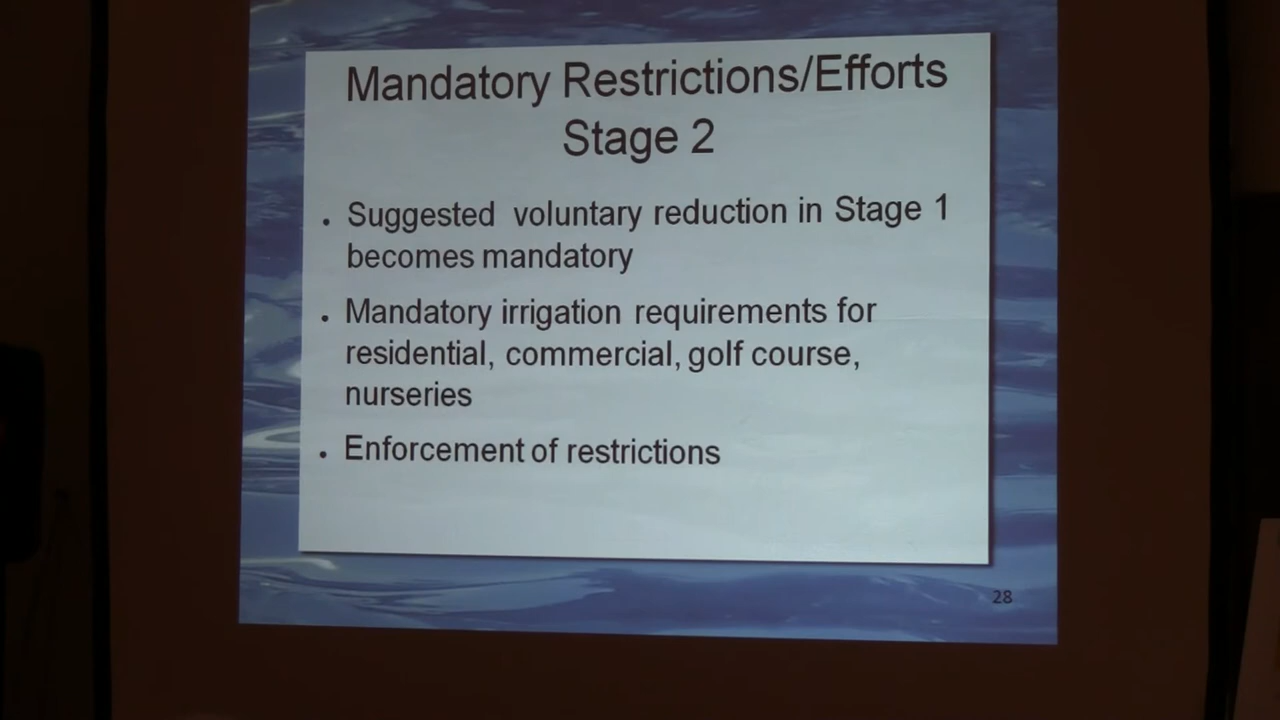 Mandatory Restrictions/Efforts
Stage 2
• Suggested voluntary reduction in Stage 1
becomes mandatory
• Mandatory irrigation requirements for
residential, commercial, golf course,
nurseries
• Enforcement of restrictions
28